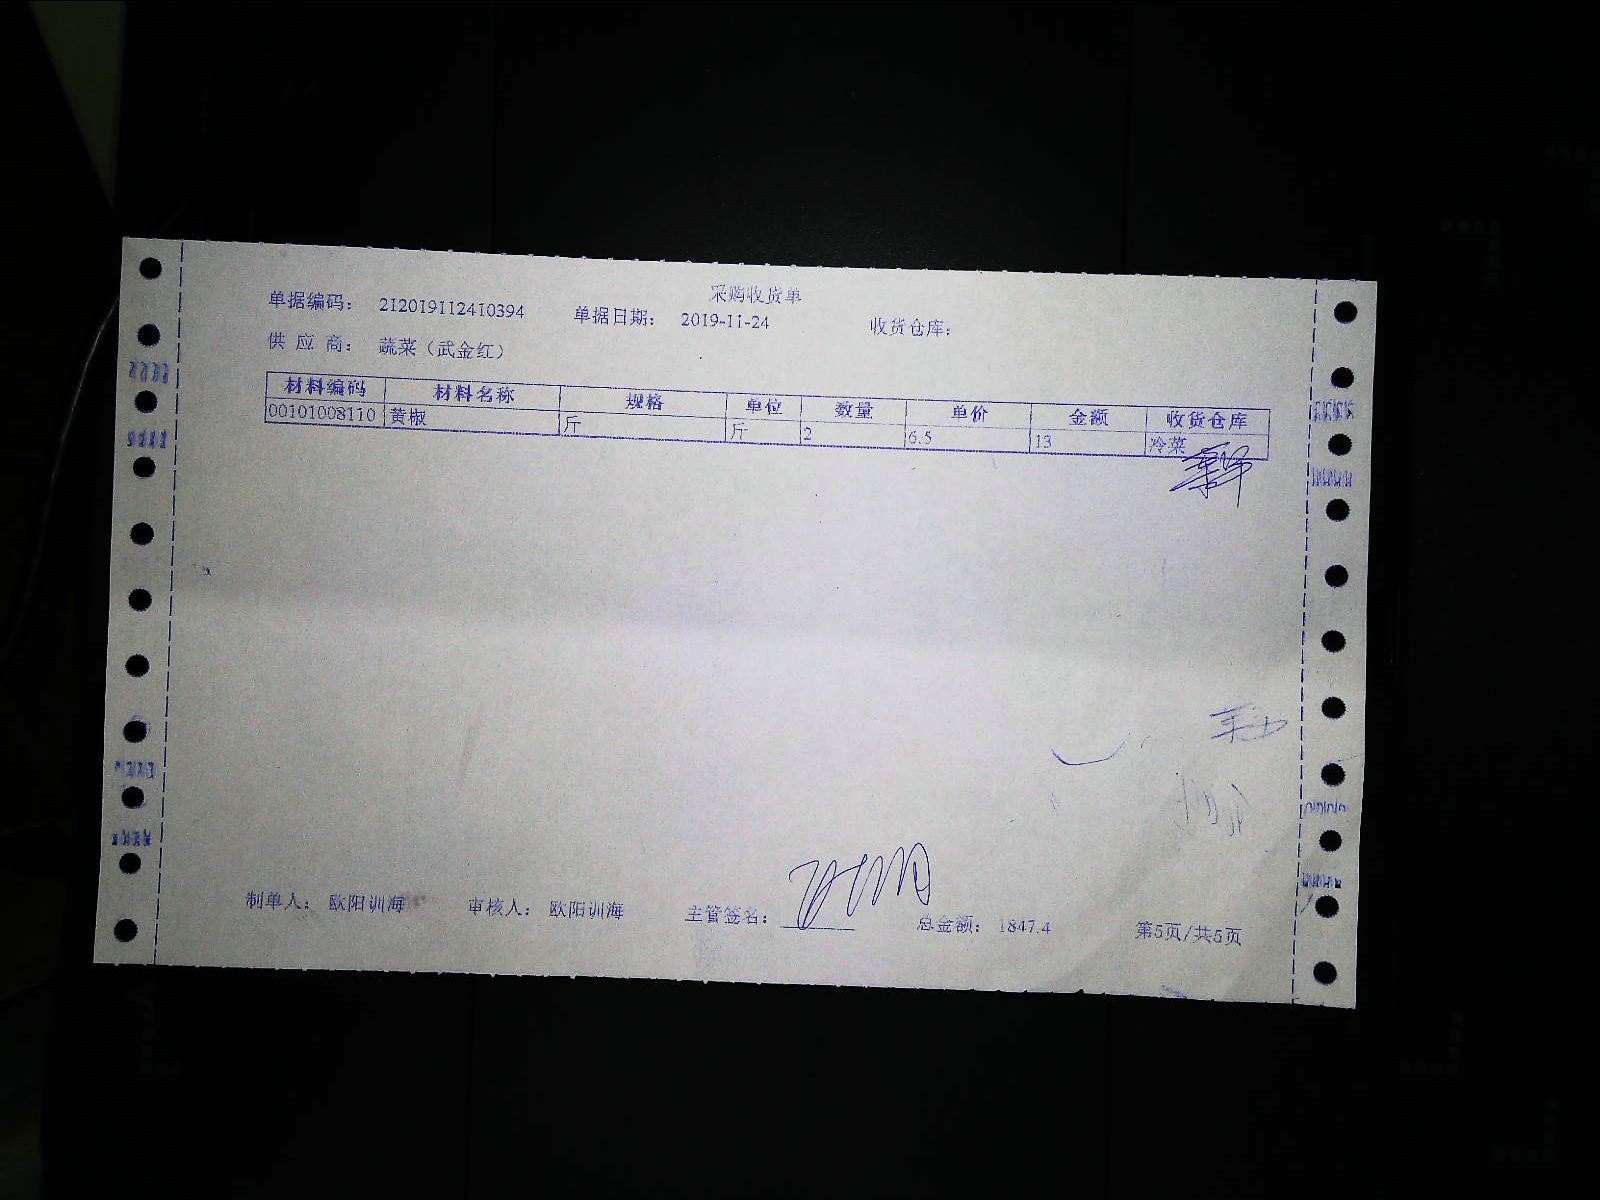 采购收货单
单据编码： 212019112410394 单据日期： 2019-11-24 收货仓库：
供 应 商： 蔬菜（武金红）
材料编码 材料名称 规格 单位 数量 单价 金额 收货仓库
00101008110 黄椒 斤 斤 2 6.5 13 冷菜
制单人： 欧阳训海 审核人： 欧阳训海 主管签名： 总金额： 1847.4 第5页/共5页